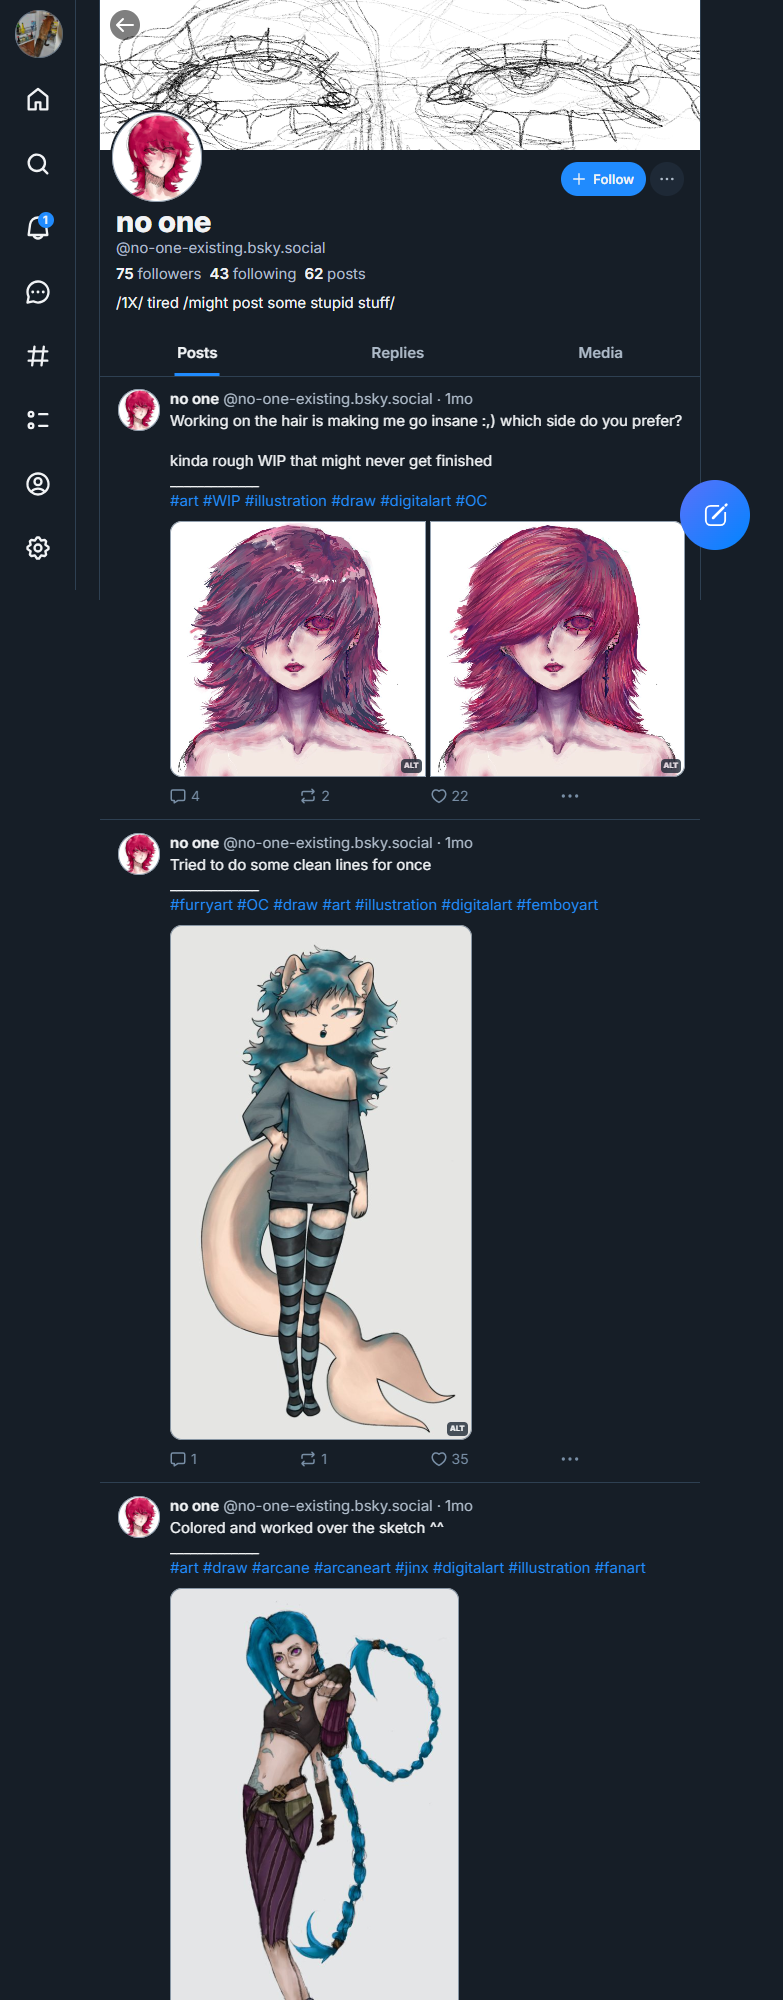 1
+ Follow
no one
@no-one-existing.bsky.social
75 followers 43 following 62 posts
/1X/ tired /might post some stupid stuff/
Posts Replies Media
no one @no-one-existing.bsky.social · 1mo
Working on the hair is making me go insane :,) which side do you prefer?
kinda rough WIP that might never get finished
____________
#art #WIP #illustration #draw #digitalart #OC
ALT ALT
4 2 22
no one @no-one-existing.bsky.social · 1mo
Tried to do some clean lines for once
____________
#furryart #OC #draw #art #illustration #digitalart #femboyart
ALT
1 1 35
no one @no-one-existing.bsky.social · 1mo
Colored and worked over the sketch ^^
____________
#art #draw #arcane #arcaneart #jinx #digitalart #illustration #fanart